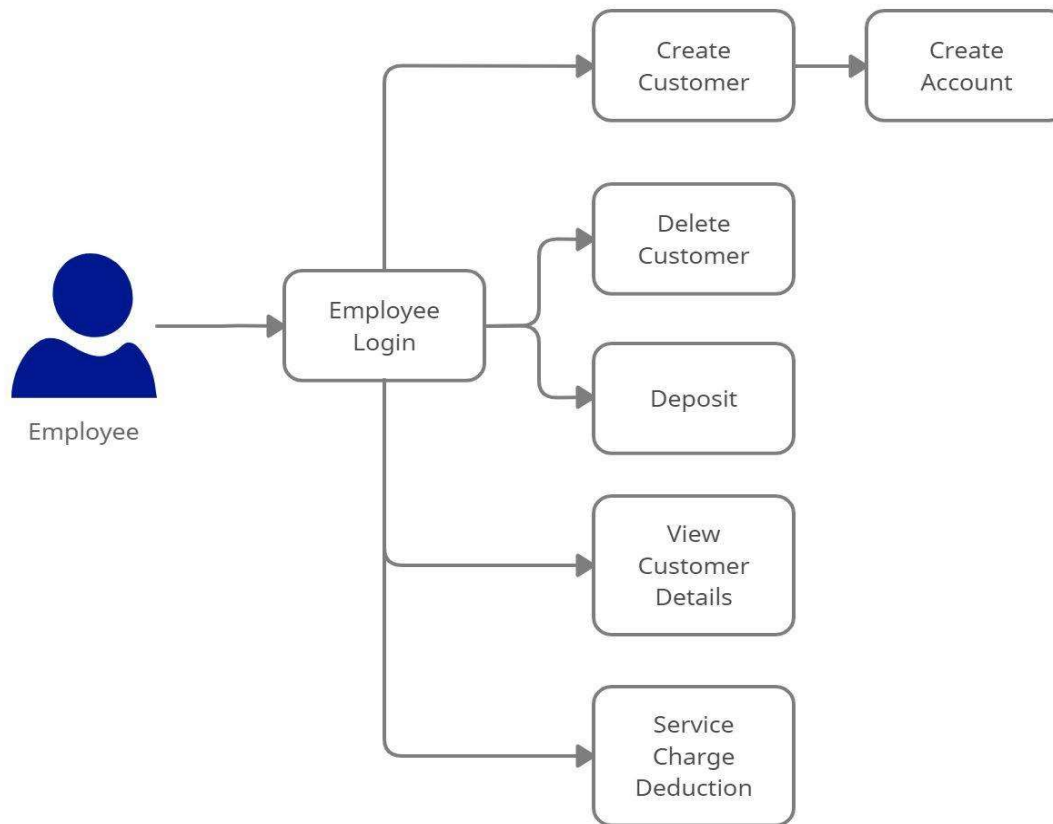 Create
Customer
Create
Account
Delete
Customer
Employee
Login
Deposit
Employee
View
Customer
Details
Service
Charge
Deduction